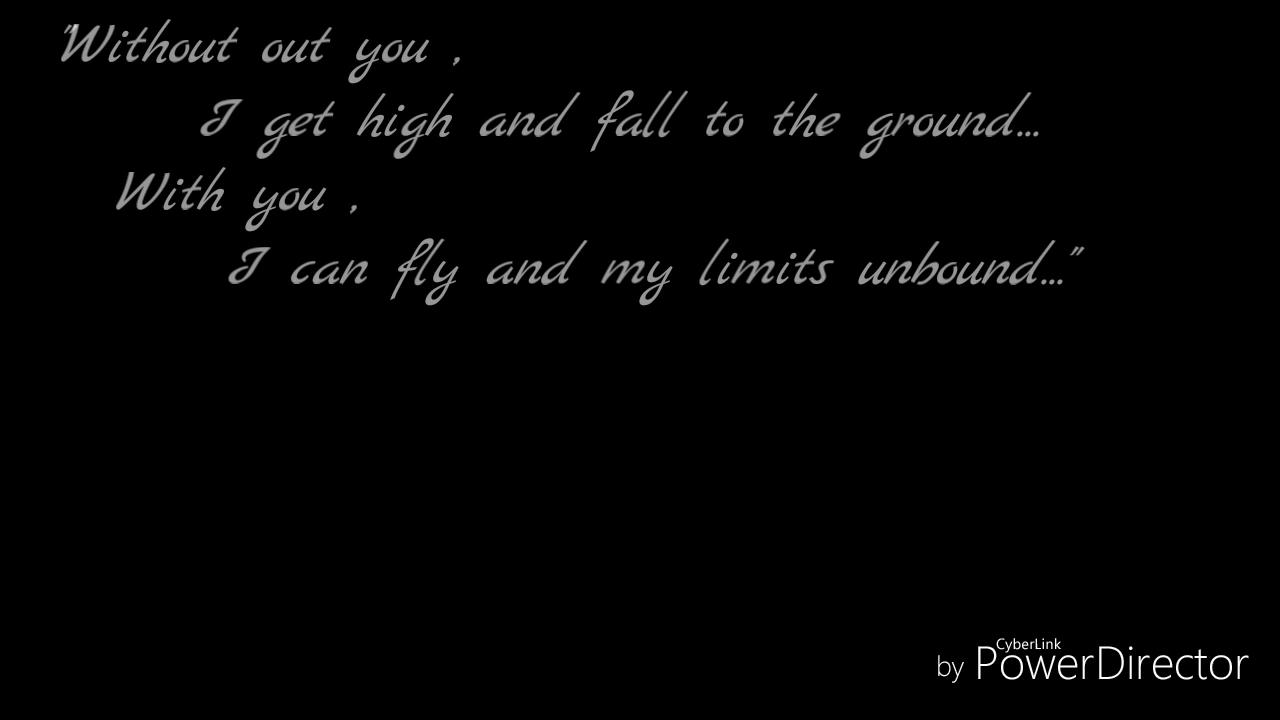 "Without out you ,
I get high and fall to the ground...
With you ,
I can fly and my limits unbound..."
CyberLink
by PowerDirector